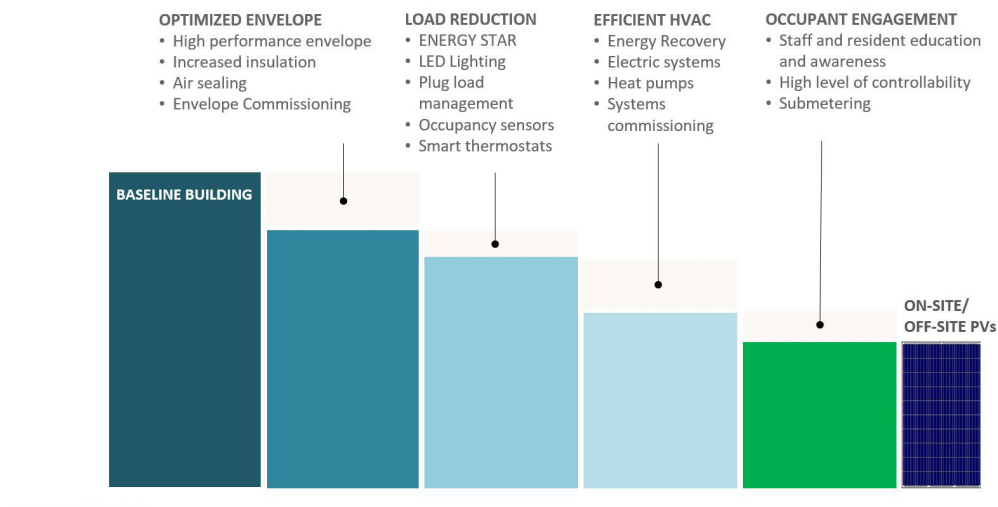 OPTIMIZED ENVELOPE
• High performance envelope
• Increased insulation
• Air sealing
• Envelope Commissioning
LOAD REDUCTION
• ENERGY STAR
• LED Lighting
• Plug load
management
• Occupancy sensors
• Smart thermostats
EFFICIENT HVAC
• Energy Recovery
• Electric systems
• Heat pumps
• Systems
commissioning
OCCUPANT ENGAGEMENT
• Staff and resident education
and awareness
• High level of controllability
• Submetering
BASELINE BUILDING
ON-SITE/
OFF-SITE PVs